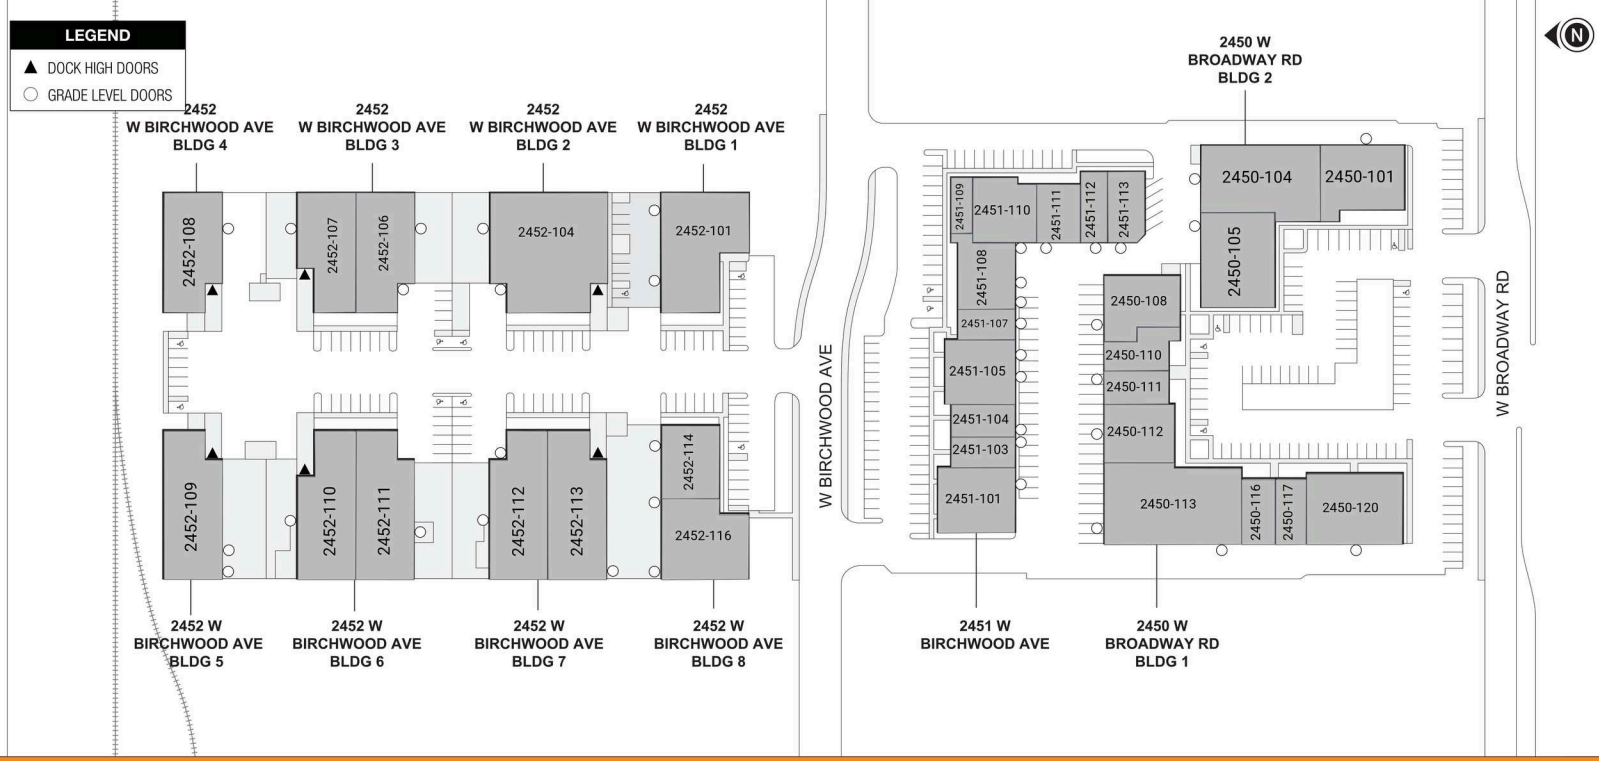 LEGEND
DOCK HIGH DOORS
GRADE LEVEL DOORS
N
2452
W BIRCHWOOD AVE
BLDG 4
2452
W BIRCHWOOD AVE
BLDG 3
2452
W BIRCHWOOD AVE
BLDG 2
2452
W BIRCHWOOD AVE
BLDG 1
2450 W
BROADWAY RD
BLDG 2
2452-108
2452-107
2452-106
2452-104
2452-101
2452-109
2452-110
2452-111
2452-112
2452-113
2452-114
2452-116
W BIRCHWOOD AVE
2451-109
2451-110
2451-111
2451-112
2451-113
2451-108
2451-107
2451-105
2451-104
2451-103
2451-101
2450-104
2450-101
2450-105
2450-108
2450-110
2450-111
2450-112
2450-113
2450-116
2450-117
2450-120
W BROADWAY RD
2452 W
BIRCHWOOD AVE
BLDG 5
2452 W
BIRCHWOOD AVE
BLDG 6
2452 W
BIRCHWOOD AVE
BLDG 7
2452 W
BIRCHWOOD AVE
BLDG 8
2451 W
BIRCHWOOD AVE
2450 W
BROADWAY RD
BLDG 1